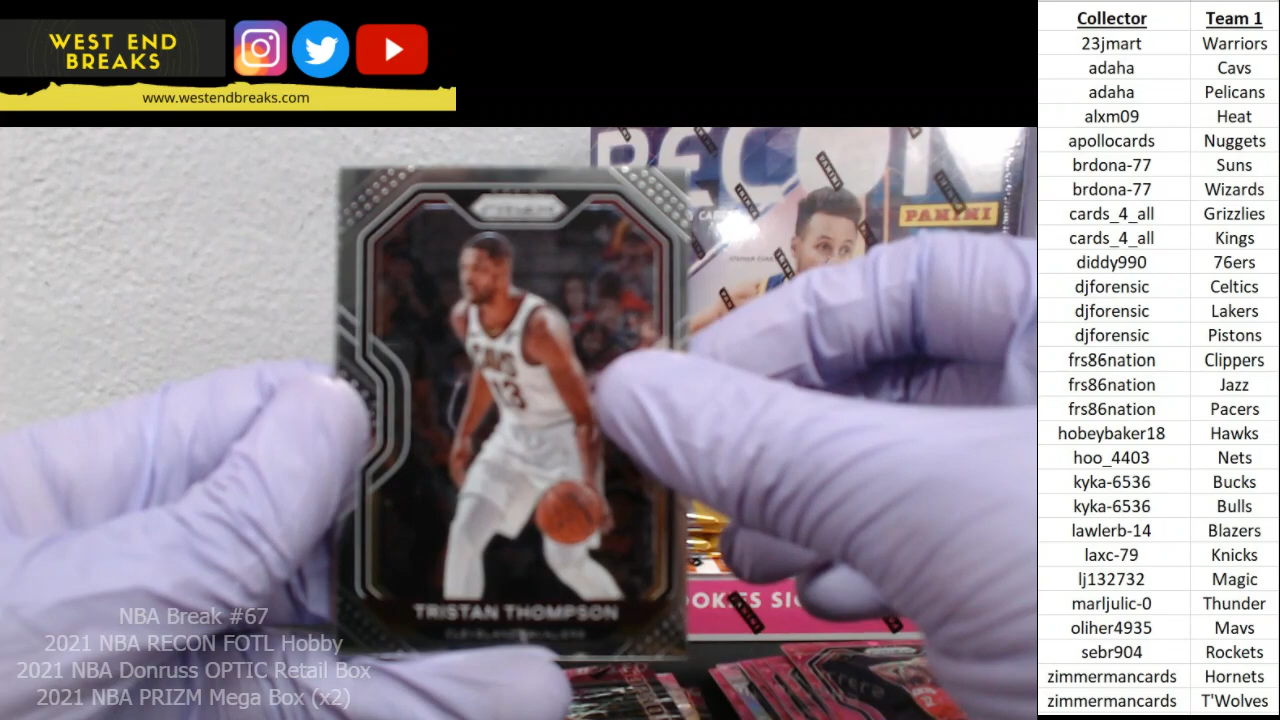 WEST END
BREAKS
www.westendbreaks.com
RECON
PANINI
PRIZM
CAVS
13
TRISTAN THOMPSON
CLEVELAND CAVALIERS
NBA Break #67
2021 NBA RECON FOTL Hobby
2021 NBA Donruss OPTIC Retail Box
2021 NBA PRIZM Mega Box (x2)
Collector Team 1
23jmart Warriors
adaha Cavs
adaha Pelicans
alxm09 Heat
apollocards Nuggets
brdona-77 Suns
brdona-77 Wizards
cards_4_all Grizzlies
cards_4_all Kings
diddy990 76ers
djforensic Celtics
djforensic Lakers
djforensic Pistons
frs86nation Clippers
frs86nation Jazz
frs86nation Pacers
hobeybaker18 Hawks
hoo_4403 Nets
kyka-6536 Bucks
kyka-6536 Bulls
lawlerb-14 Blazers
laxc-79 Knicks
lj132732 Magic
marljulic-0 Thunder
oliher4935 Mavs
sebr904 Rockets
zimmermancards Hornets
zimmermancards T'Wolves